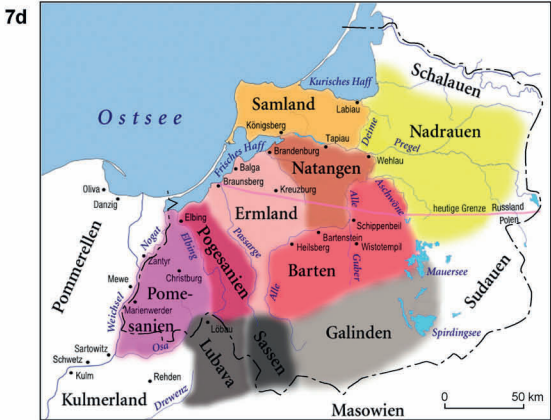 7d
Kurisches Haff
Schalauen
Ostsee
Samland
Labiau
Königsberg
Deime
Nadrauen
Tapiau
Pregel
Brandenburg
Frisches Haff
Natangen
Wehlau
Balga
Oliva
Braunsberg
Kreuzburg
Alle
Aschwöne
Danzig
heutige Grenze
Russland
Polen
Elbing
Ermland
Schippenbeil
Nogat
Elbing
Pogesanien
Passarge
Bartenstein
Pommerellen
Heilsberg
Wistotempil
Zantyr
Guber
Christburg
Barten
Mauersee
Mewe
Pome-
sanien
Sudauen
Weichsel
Marienwerder
Alle
Löbau
Galinden
Spirdingsee
Osa
Sartowitz
Schwetz
Lubava
Sassen
Kulm
Rehden
Kulmerland
Drewenz
Masowien
0
50 km